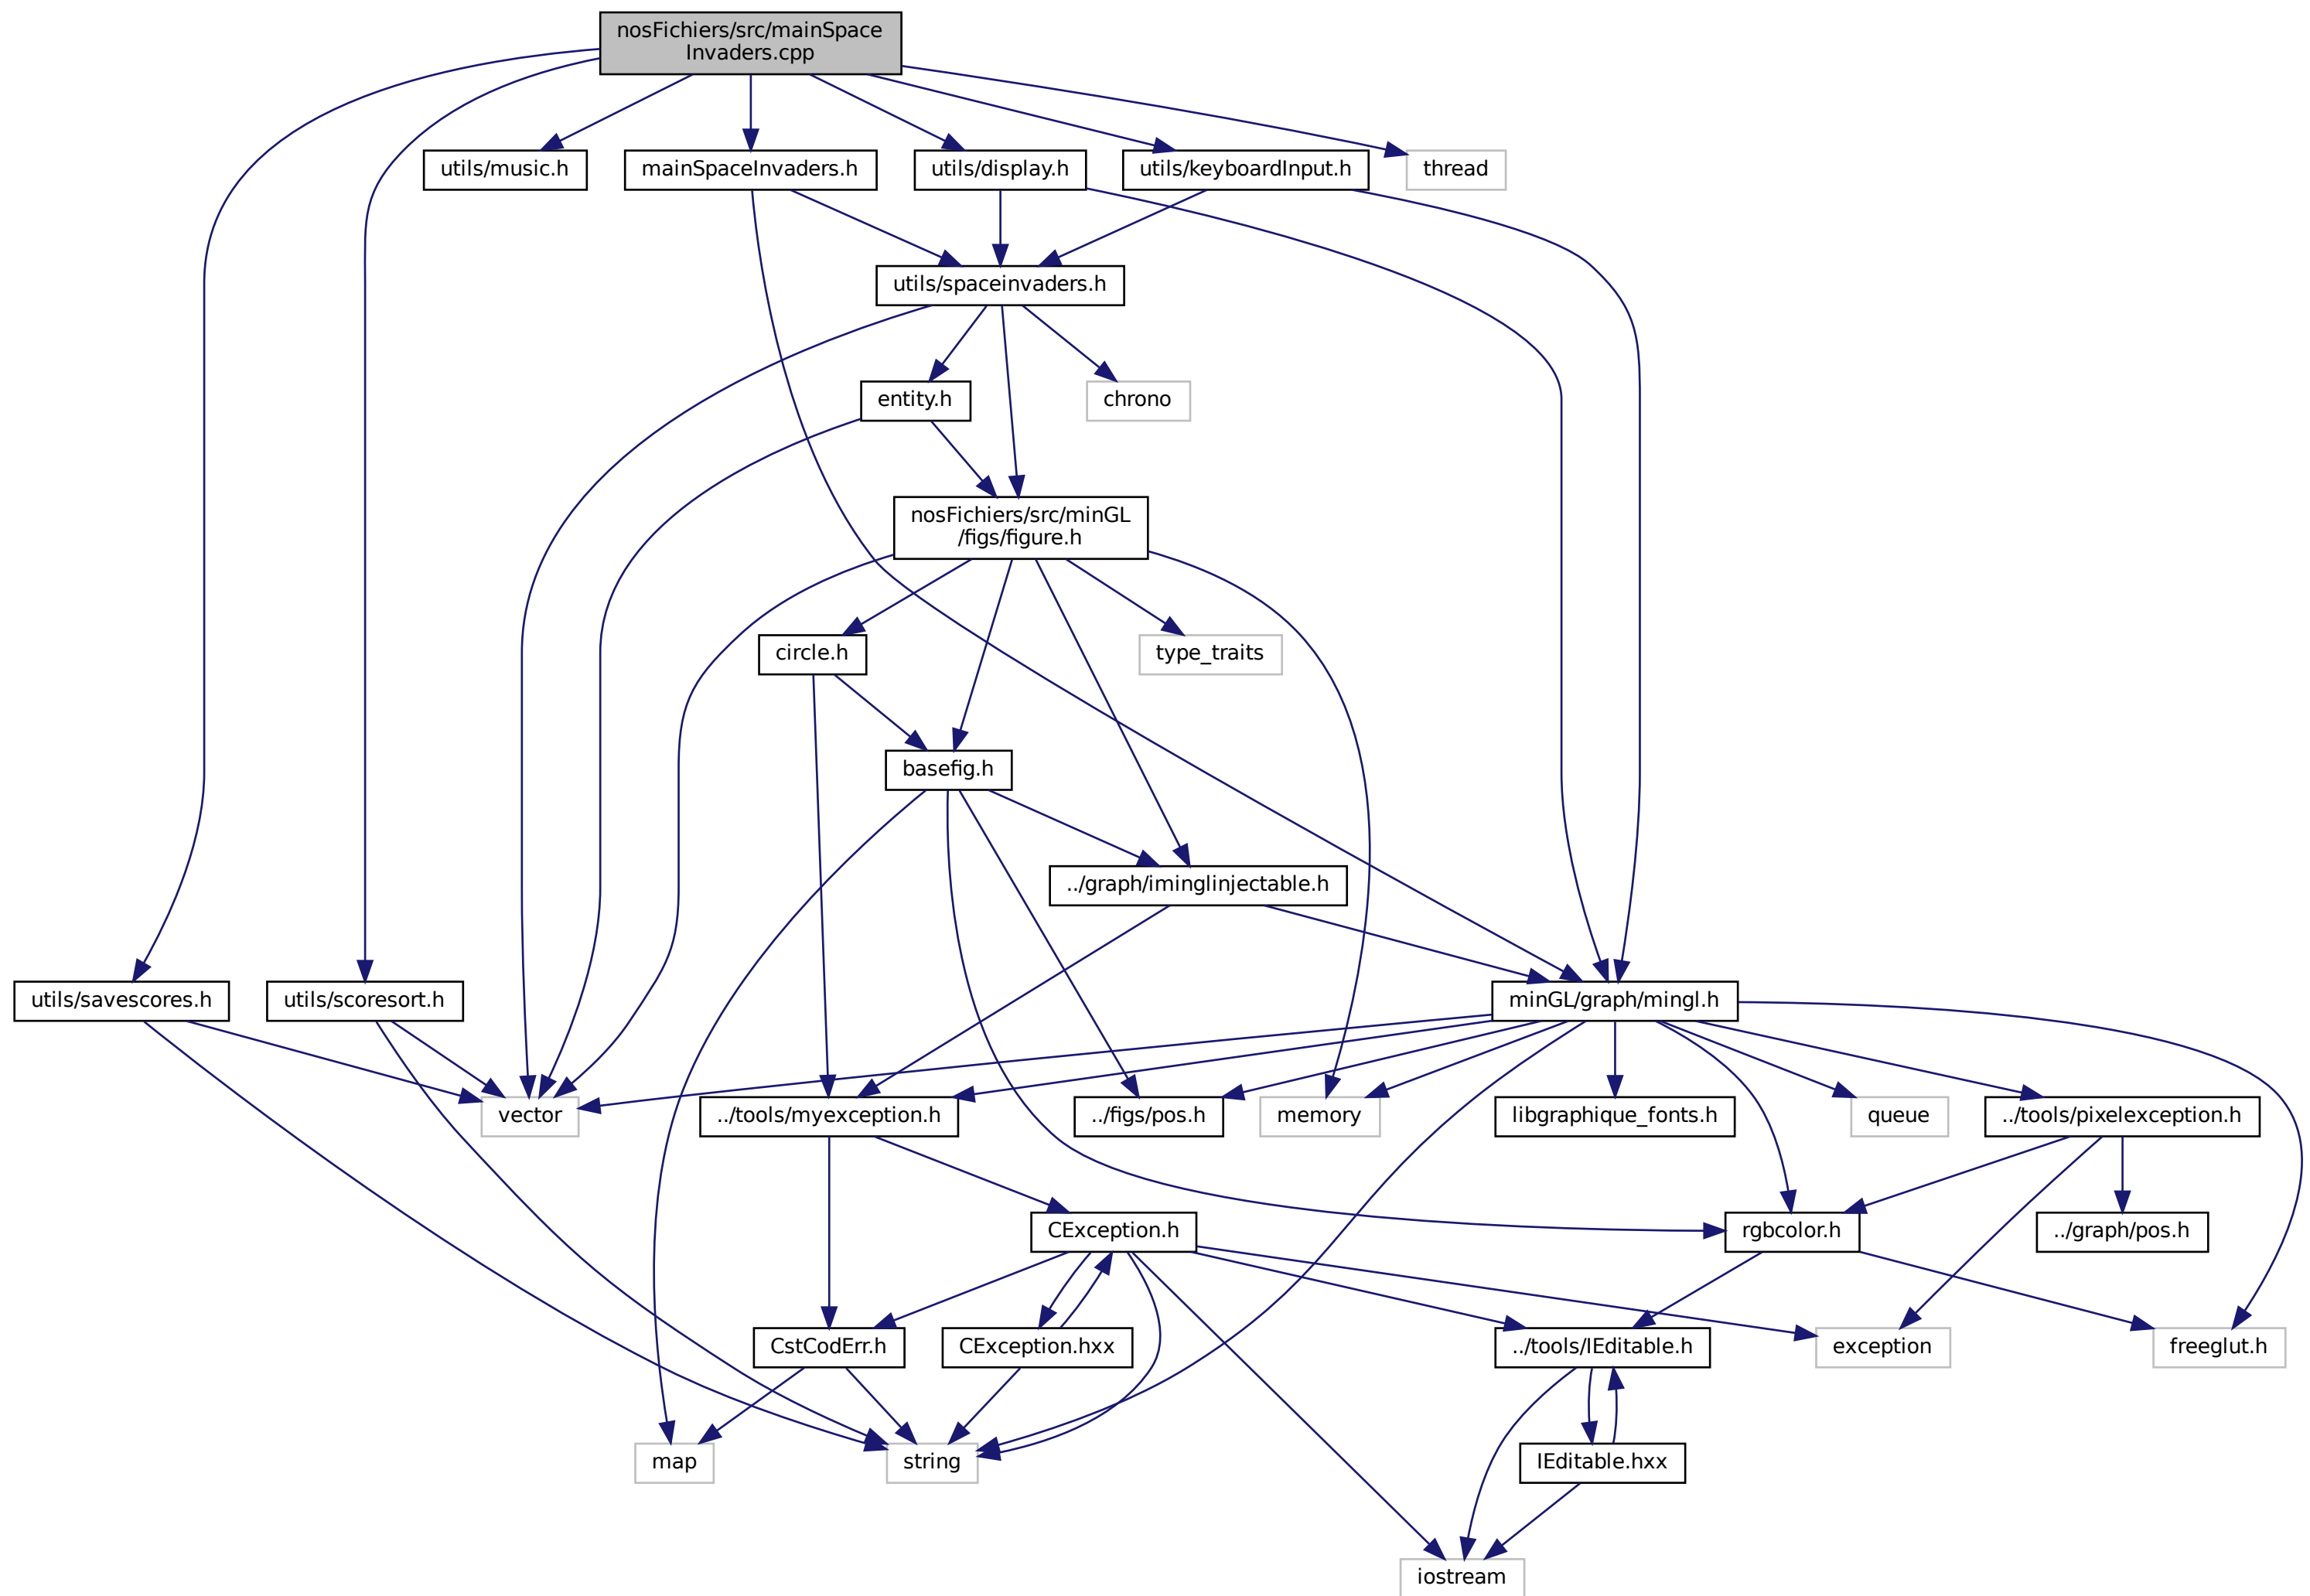 nosFichiers/src/mainSpace
Invaders.cpp
utils/music.h
mainSpaceInvaders.h
utils/display.h
utils/keyboardInput.h
thread
utils/spaceinvaders.h
entity.h
chrono
nosFichiers/src/minGL
/figs/figure.h
circle.h
type_traits
basefig.h
../graph/iminglinjectable.h
utils/savescores.h
utils/scoresort.h
minGL/graph/mingl.h
vector
../tools/myexception.h
../figs/pos.h
memory
libgraphique_fonts.h
queue
../tools/pixelexception.h
CException.h
rgbcolor.h
../graph/pos.h
CstCodErr.h
CException.hxx
../tools/IEditable.h
exception
freeglut.h
map
string
IEditable.hxx
iostream